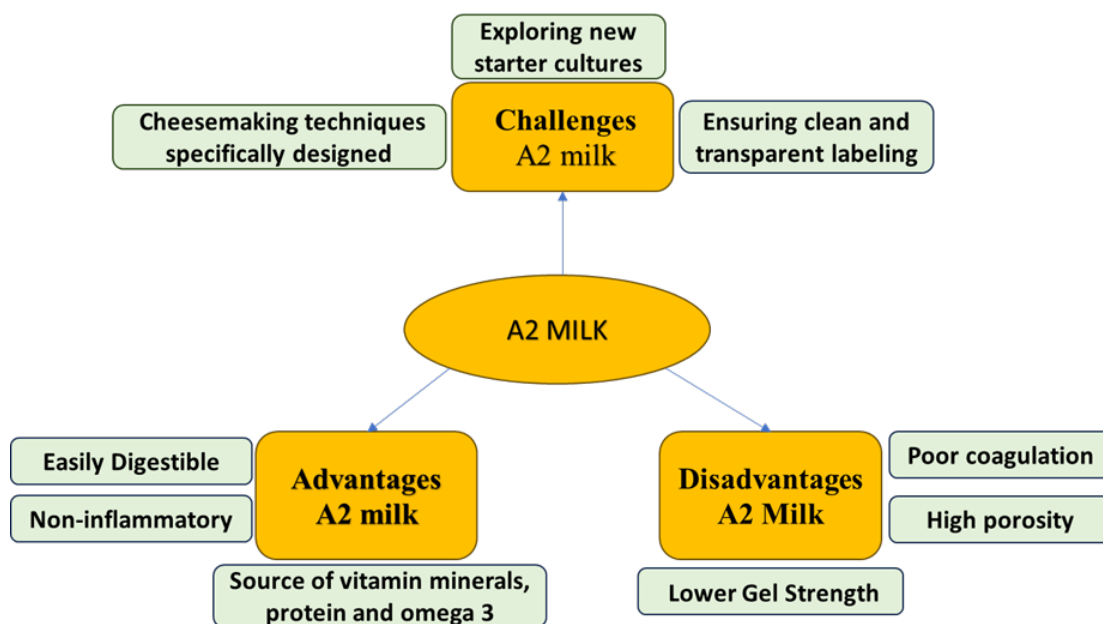 Exploring new
starter cultures
Cheesemaking techniques
specifically designed
Challenges
A2 milk
Ensuring clean and
transparent labeling
A2 MILK
Easily Digestible
Non-inflammatory
Advantages
A2 milk
Source of vitamin minerals,
protein and omega 3
Disadvantages
A2 Milk
Poor coagulation
High porosity
Lower Gel Strength